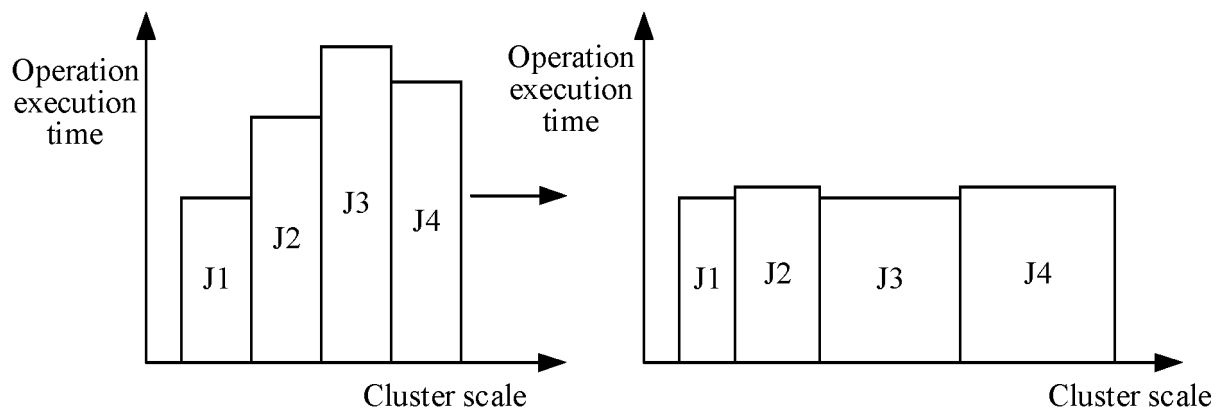 Operation
execution
time
J1
J2
J3
J4
Cluster scale
Operation
execution
time
J1
J2
J3
J4
Cluster scale